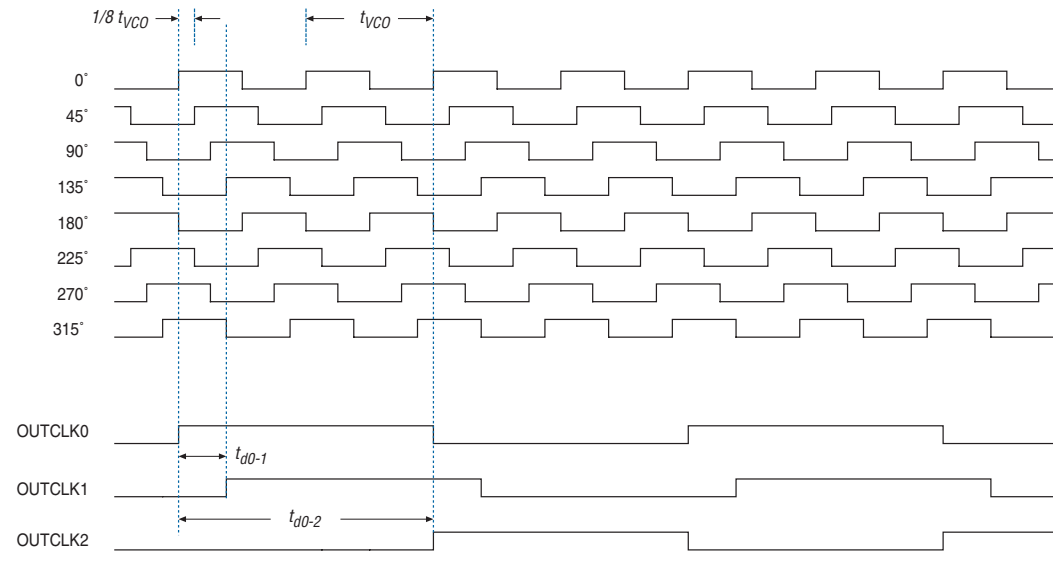 1/8 tVCO
tVCO
0˚
45˚
90˚
135˚
180˚
225˚
270˚
315˚
OUTCLK0
td0-1
OUTCLK1
td0-2
OUTCLK2